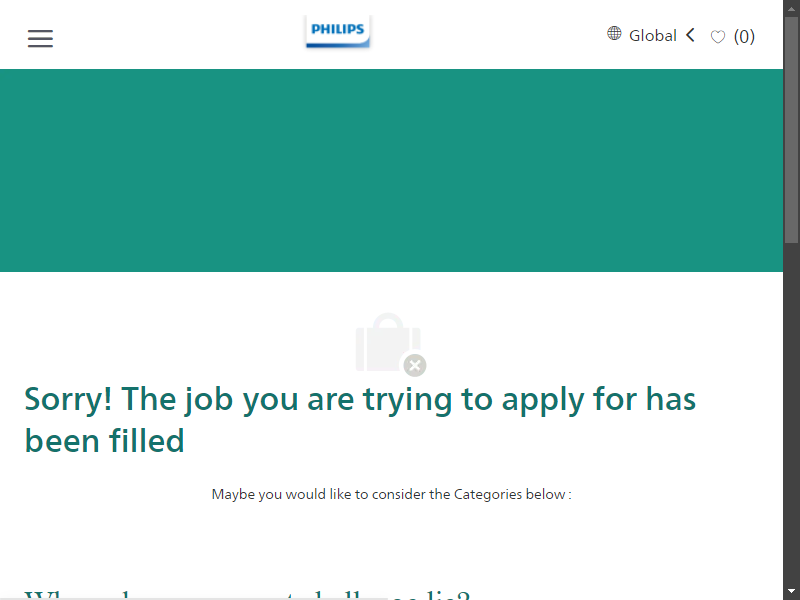 PHILIPS
Global
(0)
Sorry! The job you are trying to apply for has
been filled
Maybe you would like to consider the Categories below :